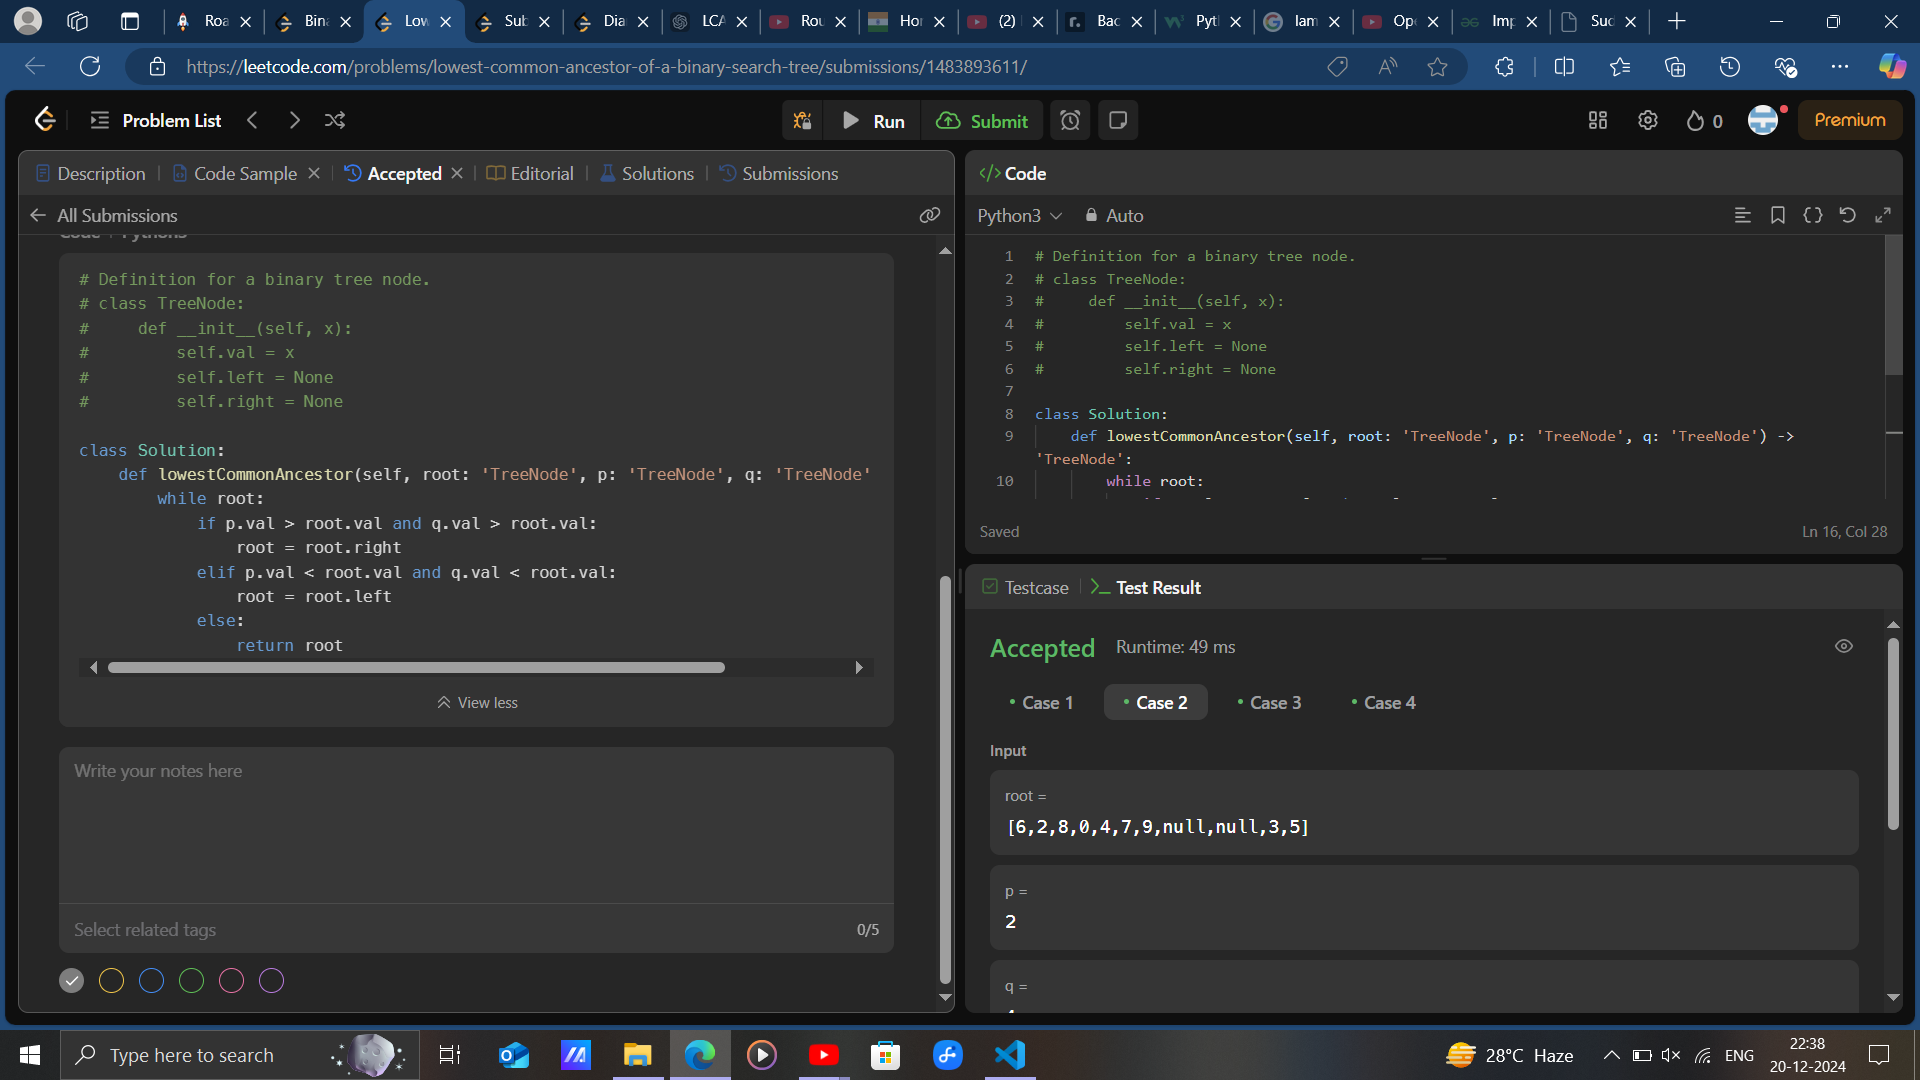 Roa
Bin
Low
Sub
Dia
LCA
Rou
Hor
(2)
Bac
Pyt
Iam
Ope
Imp
Suc
https://leetcode.com/problems/lowest-common-ancestor-of-a-binary-search-tree/submissions/1483893611/
Problem List
Run
Submit
0
Premium
Description
Code Sample
Accepted
Editorial
Solutions
Submissions
All Submissions
# Definition for a binary tree node.
# class TreeNode:
#     def __init__(self, x):
#         self.val = x
#         self.left = None
#         self.right = None
class Solution:
    def lowestCommonAncestor(self, root: 'TreeNode', p: 'TreeNode', q: 'TreeNode'
        while root:
            if p.val > root.val and q.val > root.val:
                root = root.right
            elif p.val < root.val and q.val < root.val:
                root = root.left
            else:
                return root
View less
Write your notes here
Select related tags 0/5
</> Code
Python3 Auto
1 # Definition for a binary tree node.
2 # class TreeNode:
3 #     def __init__(self, x):
4 #         self.val = x
5 #         self.left = None
6 #         self.right = None
7
8 class Solution:
9     def lowestCommonAncestor(self, root: 'TreeNode', p: 'TreeNode', q: 'TreeNode') ->
'TreeNode':
10         while root:
Saved Ln 16, Col 28
Testcase
Test Result
Accepted Runtime: 49 ms
• Case 1 • Case 2 • Case 3 • Case 4
Input
root =
[6,2,8,0,4,7,9,null,null,3,5]
p =
2
q =
Type here to search
28°C Haze
ENG
22:38
20-12-2024